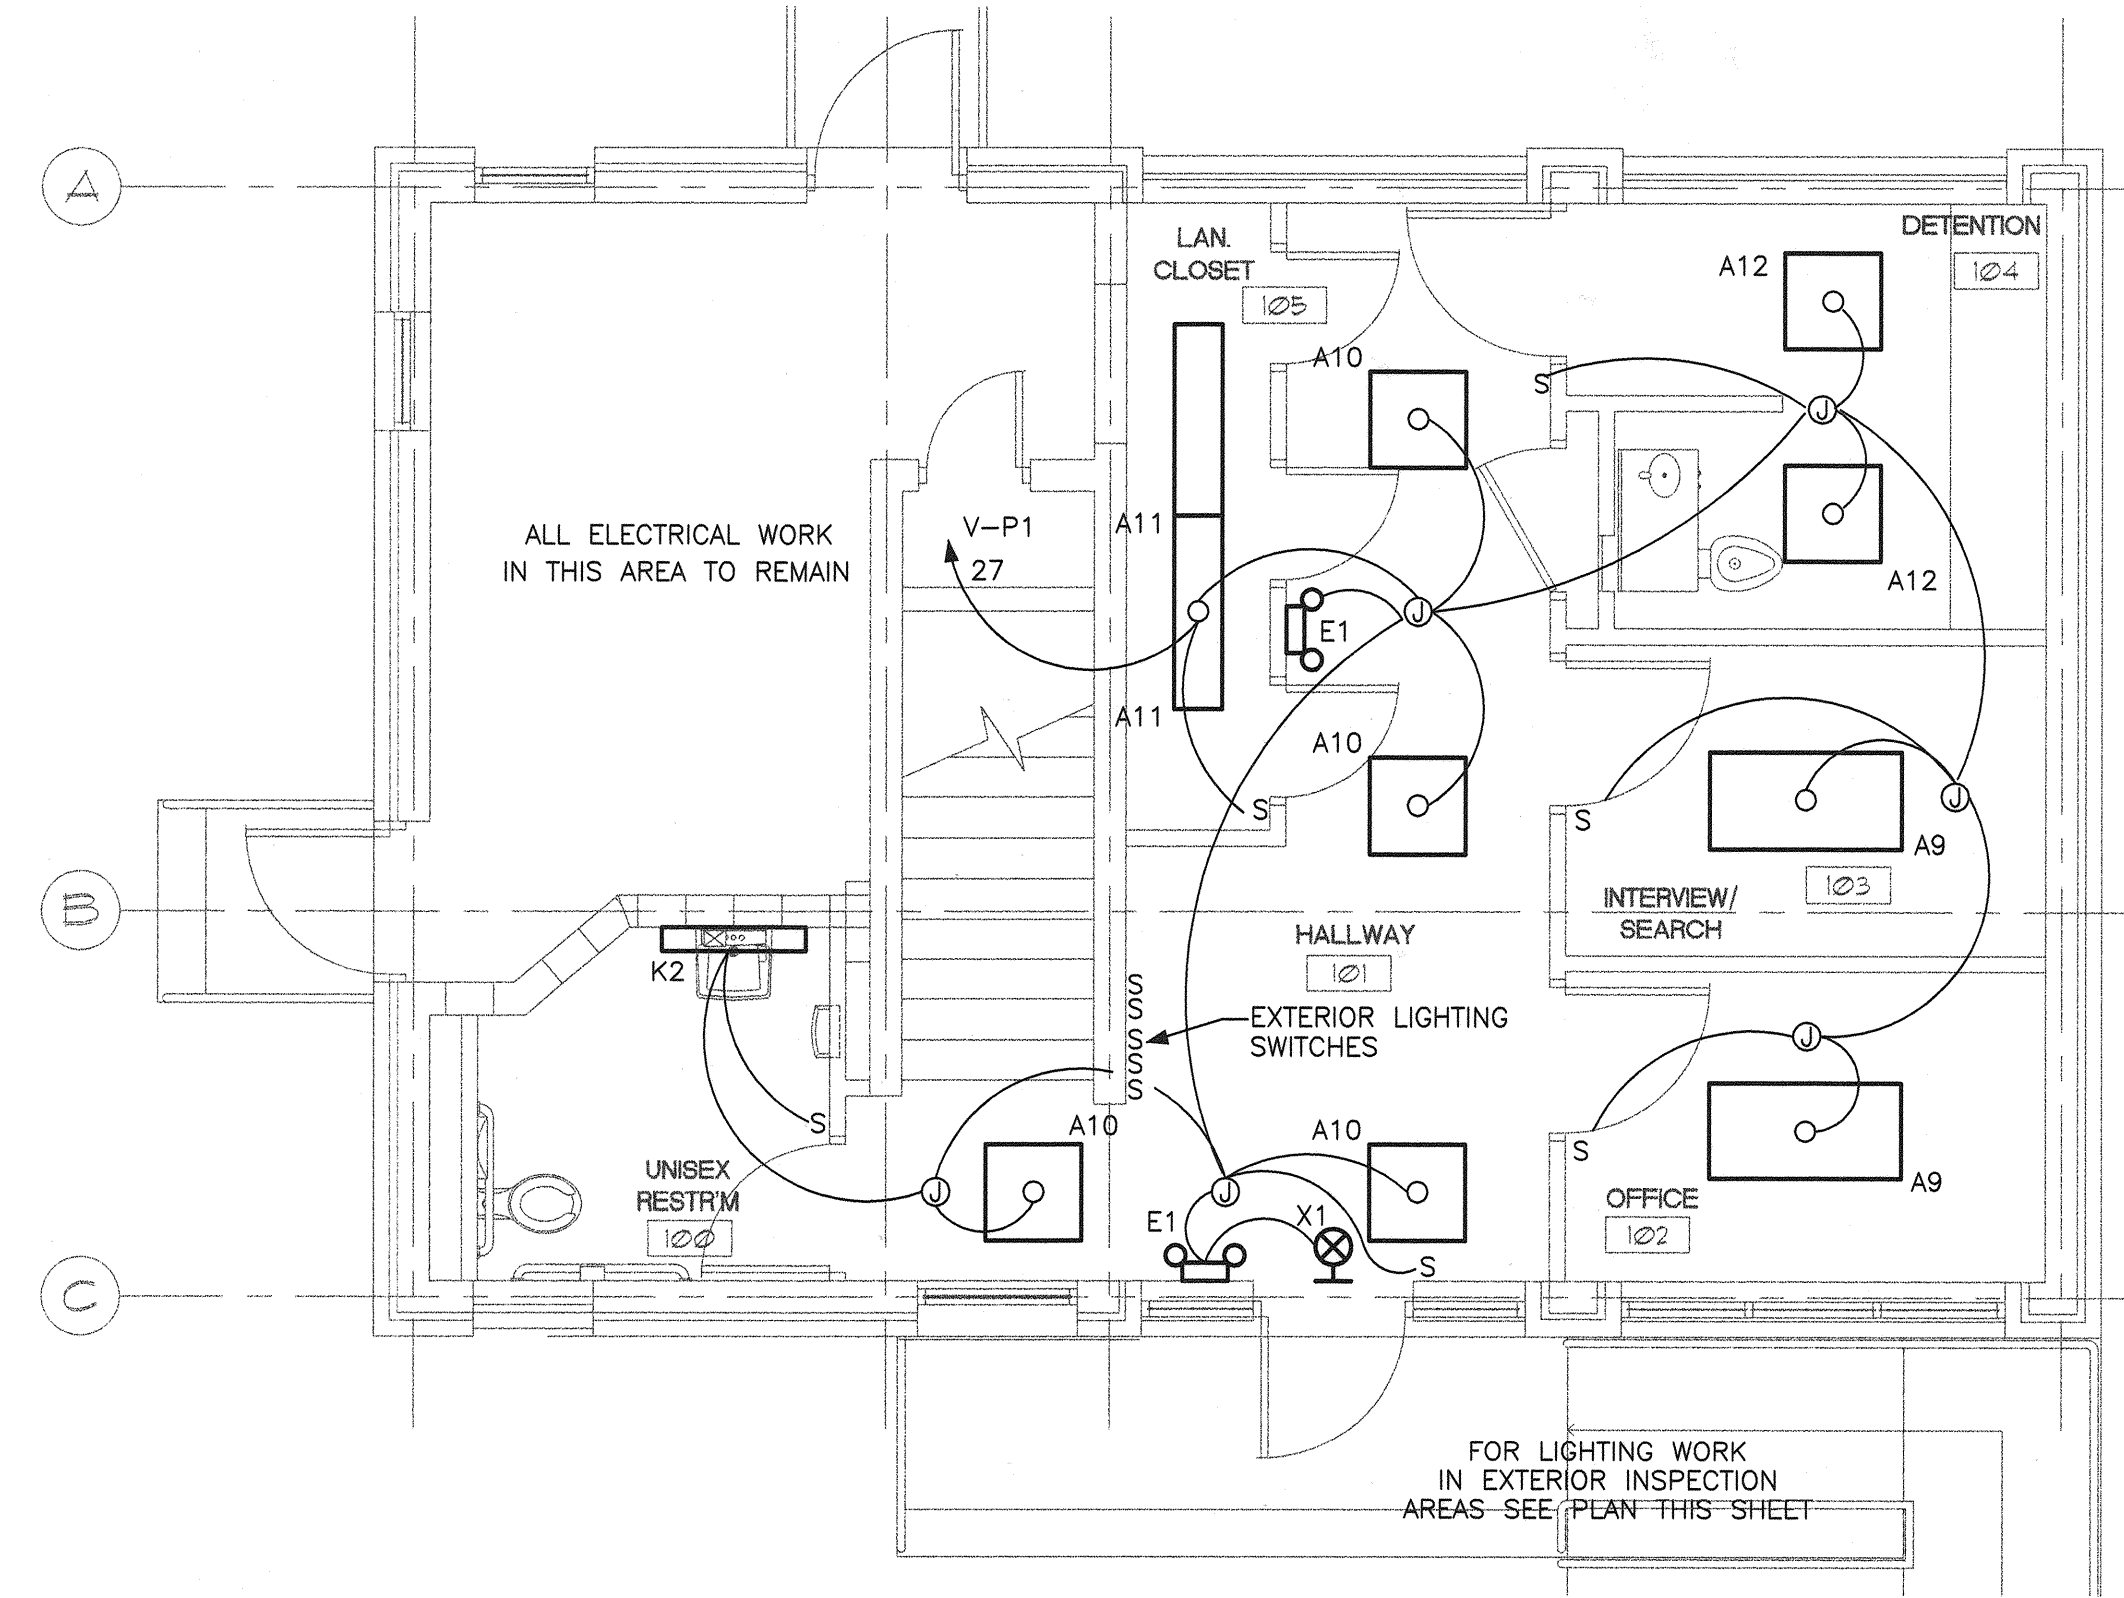 A
DETENTION
104
LAN.
CLOSET
105
A12
A10
S
J
V-P1
27
A11
ALL ELECTRICAL WORK
IN THIS AREA TO REMAIN
A12
J
E1
A11
A10
S
S
J
A9
103
INTERVIEW/
SEARCH
B
HALLWAY
101
K2
S
S
S
S
S
EXTERIOR LIGHTING
SWITCHES
J
S
A10
A10
S
UNISEX
RESTR'M
100
J
J
A9
OFFICE
102
E1
X1
S
C
FOR LIGHTING WORK
IN EXTERIOR INSPECTION
AREAS SEE PLAN THIS SHEET